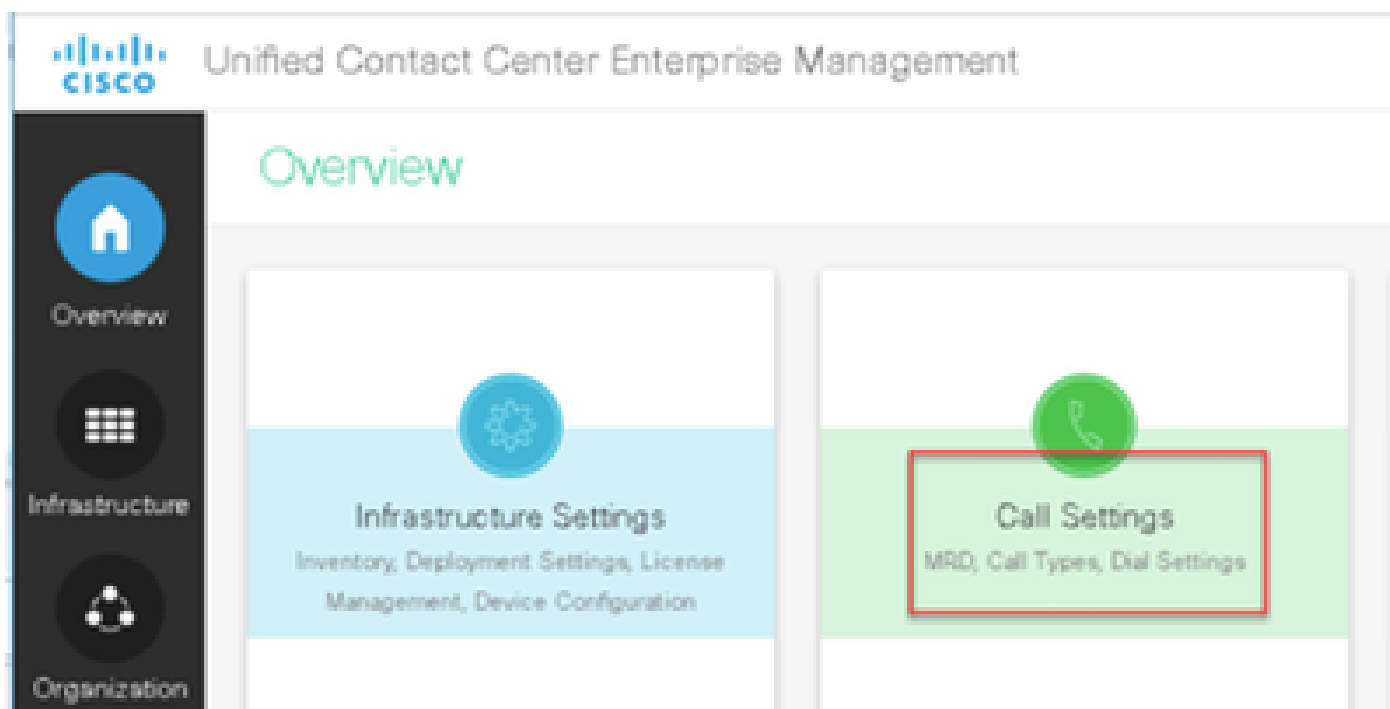 CISCO
Unified Contact Center Enterprise Management
Overview
Overview
Infrastructure
Organization
Infrastructure Settings
Inventory, Deployment Settings, License
Management, Device Configuration
Call Settings
MRD, Call Types, Dial Settings